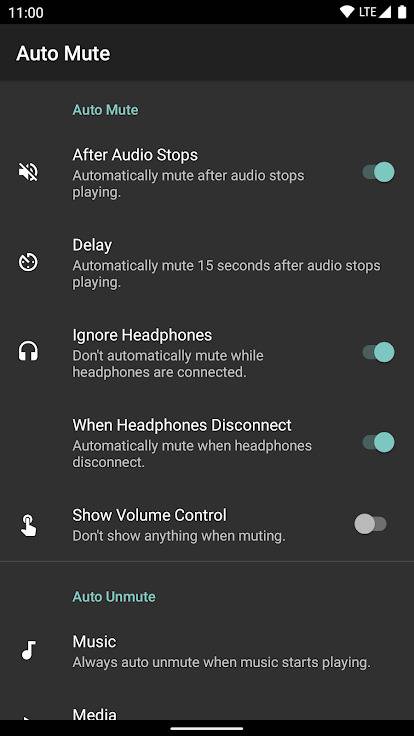 11:00
LTE
Auto Mute
Auto Mute
After Audio Stops
Automatically mute after audio stops
playing.
Delay
Automatically mute 15 seconds after audio stops
playing.
Ignore Headphones
Don't automatically mute while
headphones are connected.
When Headphones Disconnect
Automatically mute when headphones
disconnect.
Show Volume Control
Don't show anything when muting.
Auto Unmute
Music
Always auto unmute when music starts playing.
Media